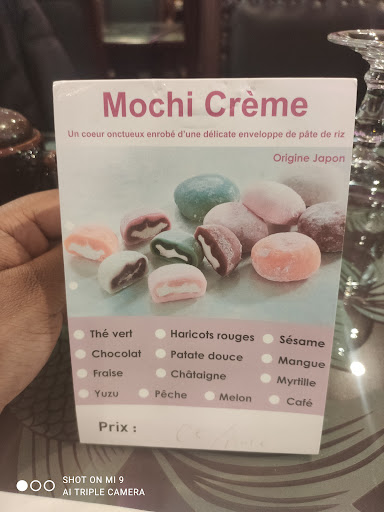 Mochi Crème
Un coeur onctueux enrobé d'une délicate enveloppe de pâte de riz
Origine Japon
Thé vert Haricots rouges Sésame
Chocolat Patate douce Mangue
Fraise Châtaigne Myrtille
Yuzu Pêche Melon Café
Prix :
SHOT ON MI 9
AI TRIPLE CAMERA